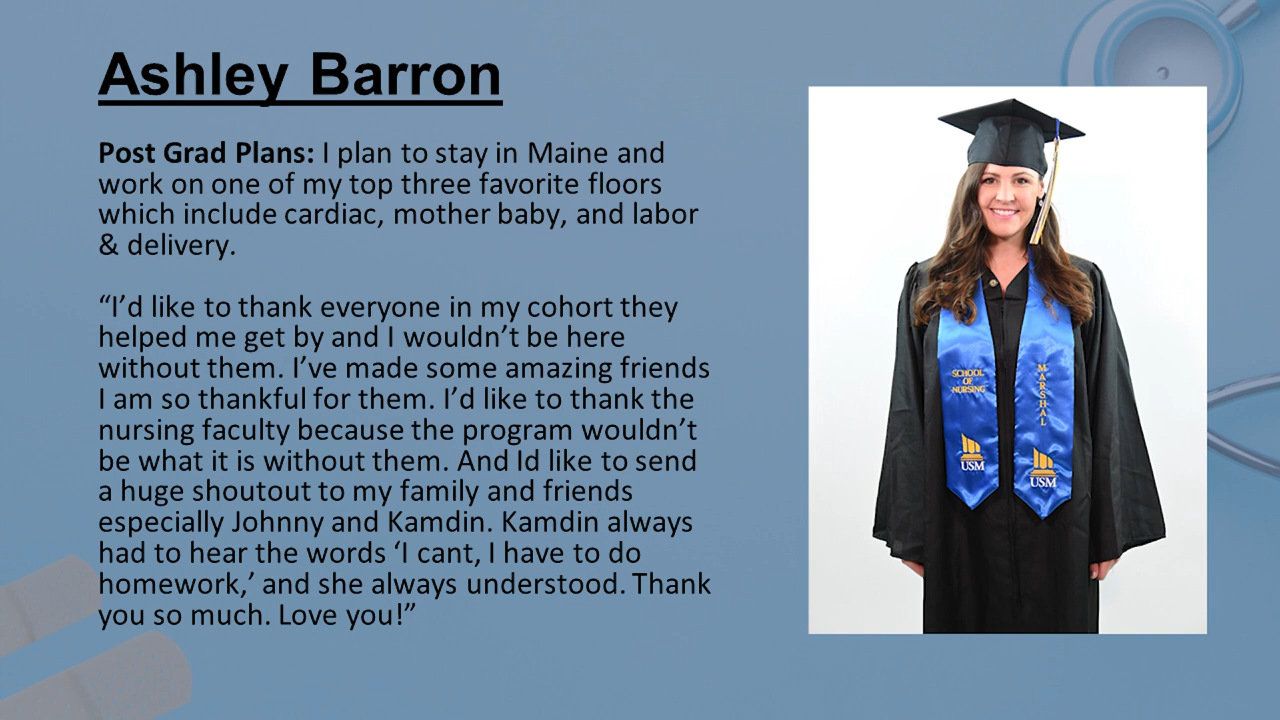 Ashley Barron
Post Grad Plans: I plan to stay in Maine and
work on one of my top three favorite floors
which include cardiac, mother baby, and labor
& delivery.
“I’d like to thank everyone in my cohort they
helped me get by and I wouldn’t be here
without them. I’ve made some amazing friends
I am so thankful for them. I’d like to thank the
nursing faculty because the program wouldn’t
be what it is without them. And Id like to send
a huge shoutout to my family and friends
especially Johnny and Kamdin. Kamdin always
had to hear the words ‘I cant, I have to do
homework,’ and she always understood. Thank
you so much. Love you!”
SCHOOL
OF
NURSING
USM
MARSHAL
USM